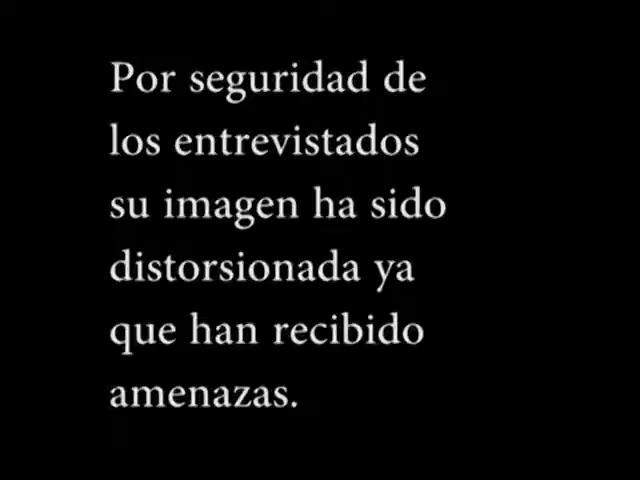 Por seguridad de
los entrevistados
su imagen ha sido
distorsionada ya
que han recibido
amenazas.